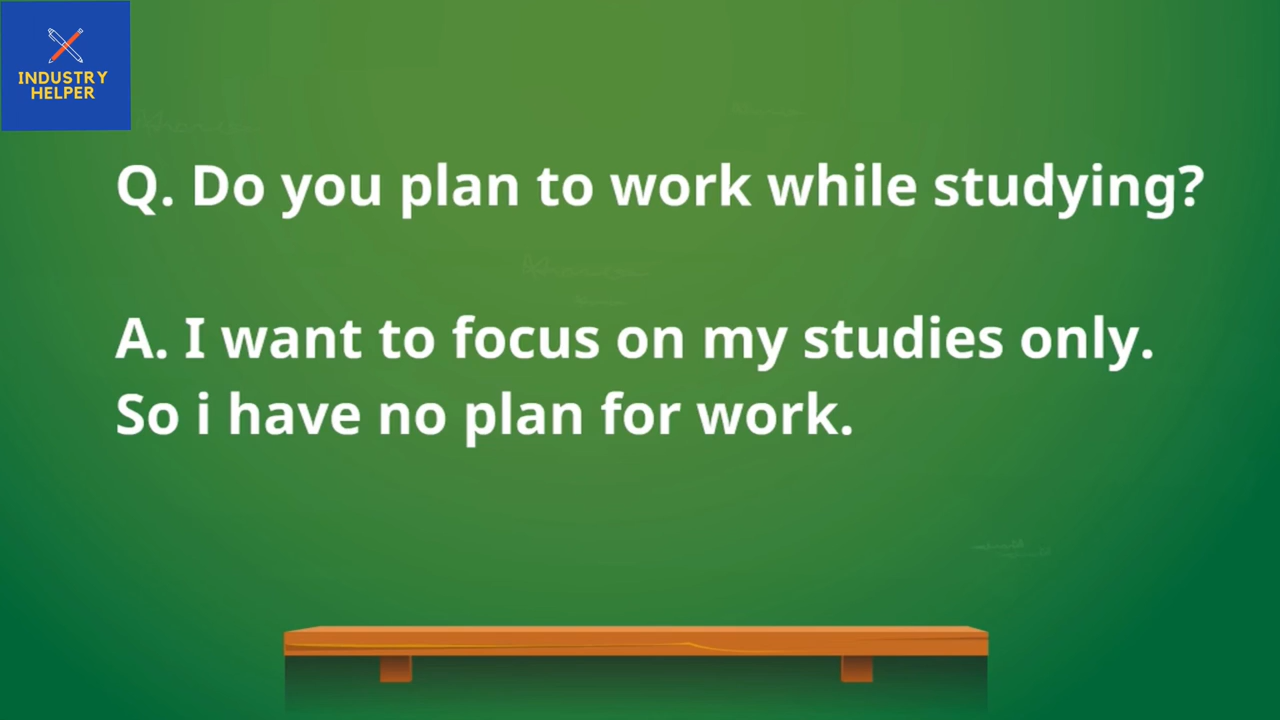 INDUSTRY
HELPER
Q. Do you plan to work while studying?
A. I want to focus on my studies only.
So i have no plan for work.